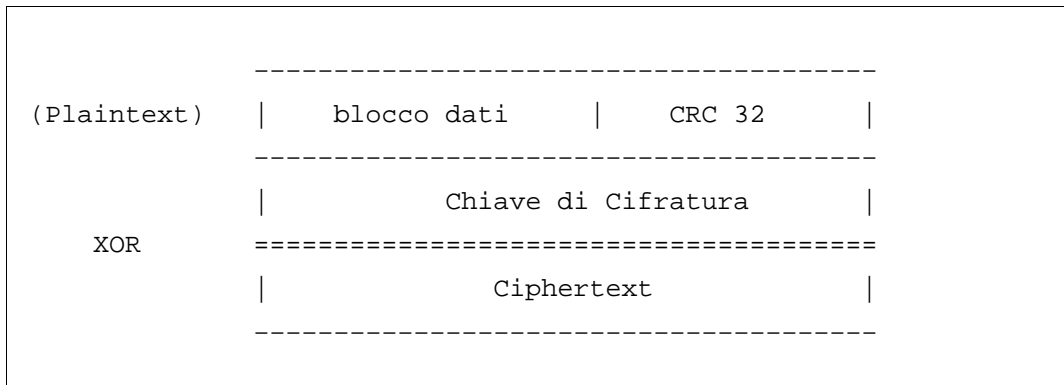 ---------------------------------------
(Plaintext) | blocco dati | CRC 32 |
---------------------------------------
| Chiave di Cifratura |
XOR =======================================
| Ciphertext |
---------------------------------------